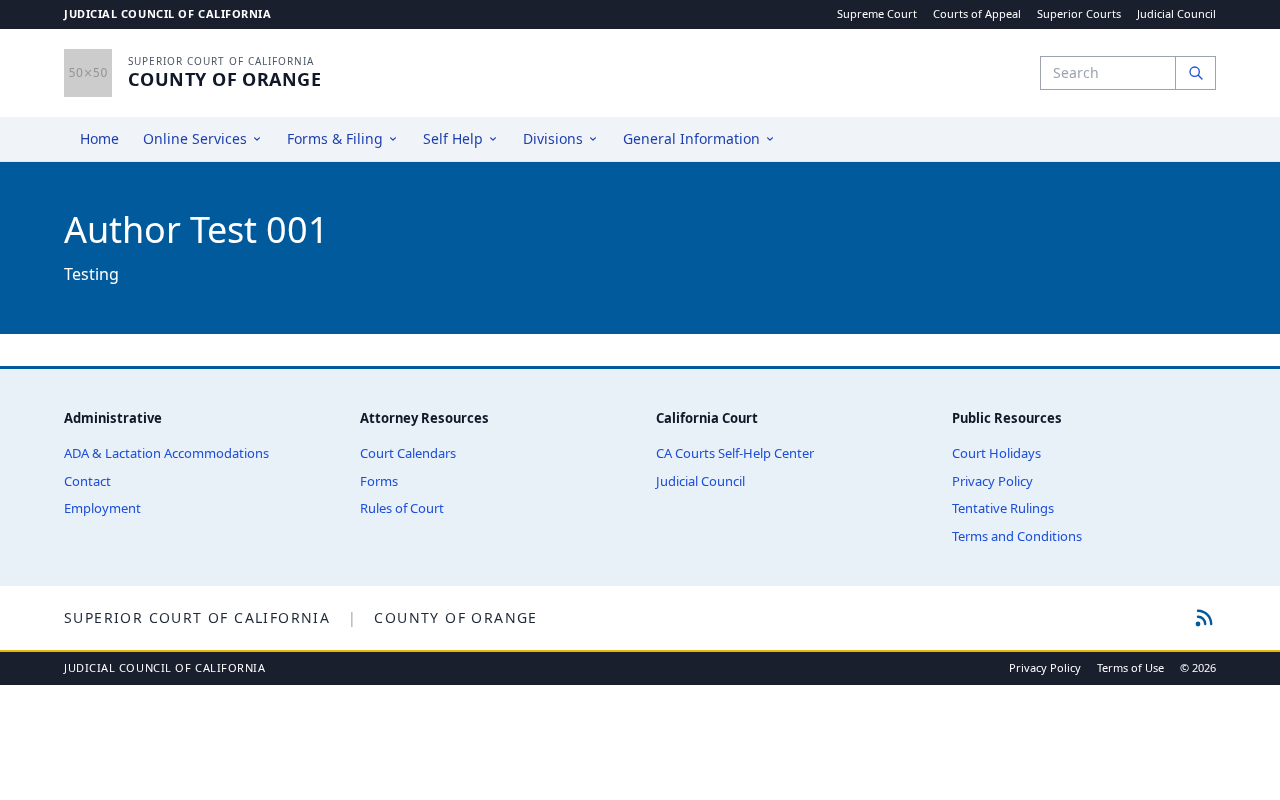 JUDICIAL COUNCIL OF CALIFORNIA
Supreme Court Courts of Appeal Superior Courts Judicial Council
50×50
SUPERIOR COURT OF CALIFORNIA
COUNTY OF ORANGE
Search
Home Online Services Forms & Filing Self Help Divisions General Information
Author Test 001
Testing
Administrative
ADA & Lactation Accommodations
Contact
Employment
Attorney Resources
Court Calendars
Forms
Rules of Court
California Court
CA Courts Self-Help Center
Judicial Council
Public Resources
Court Holidays
Privacy Policy
Tentative Rulings
Terms and Conditions
SUPERIOR COURT OF CALIFORNIA | COUNTY OF ORANGE
JUDICIAL COUNCIL OF CALIFORNIA
Privacy Policy Terms of Use © 2026